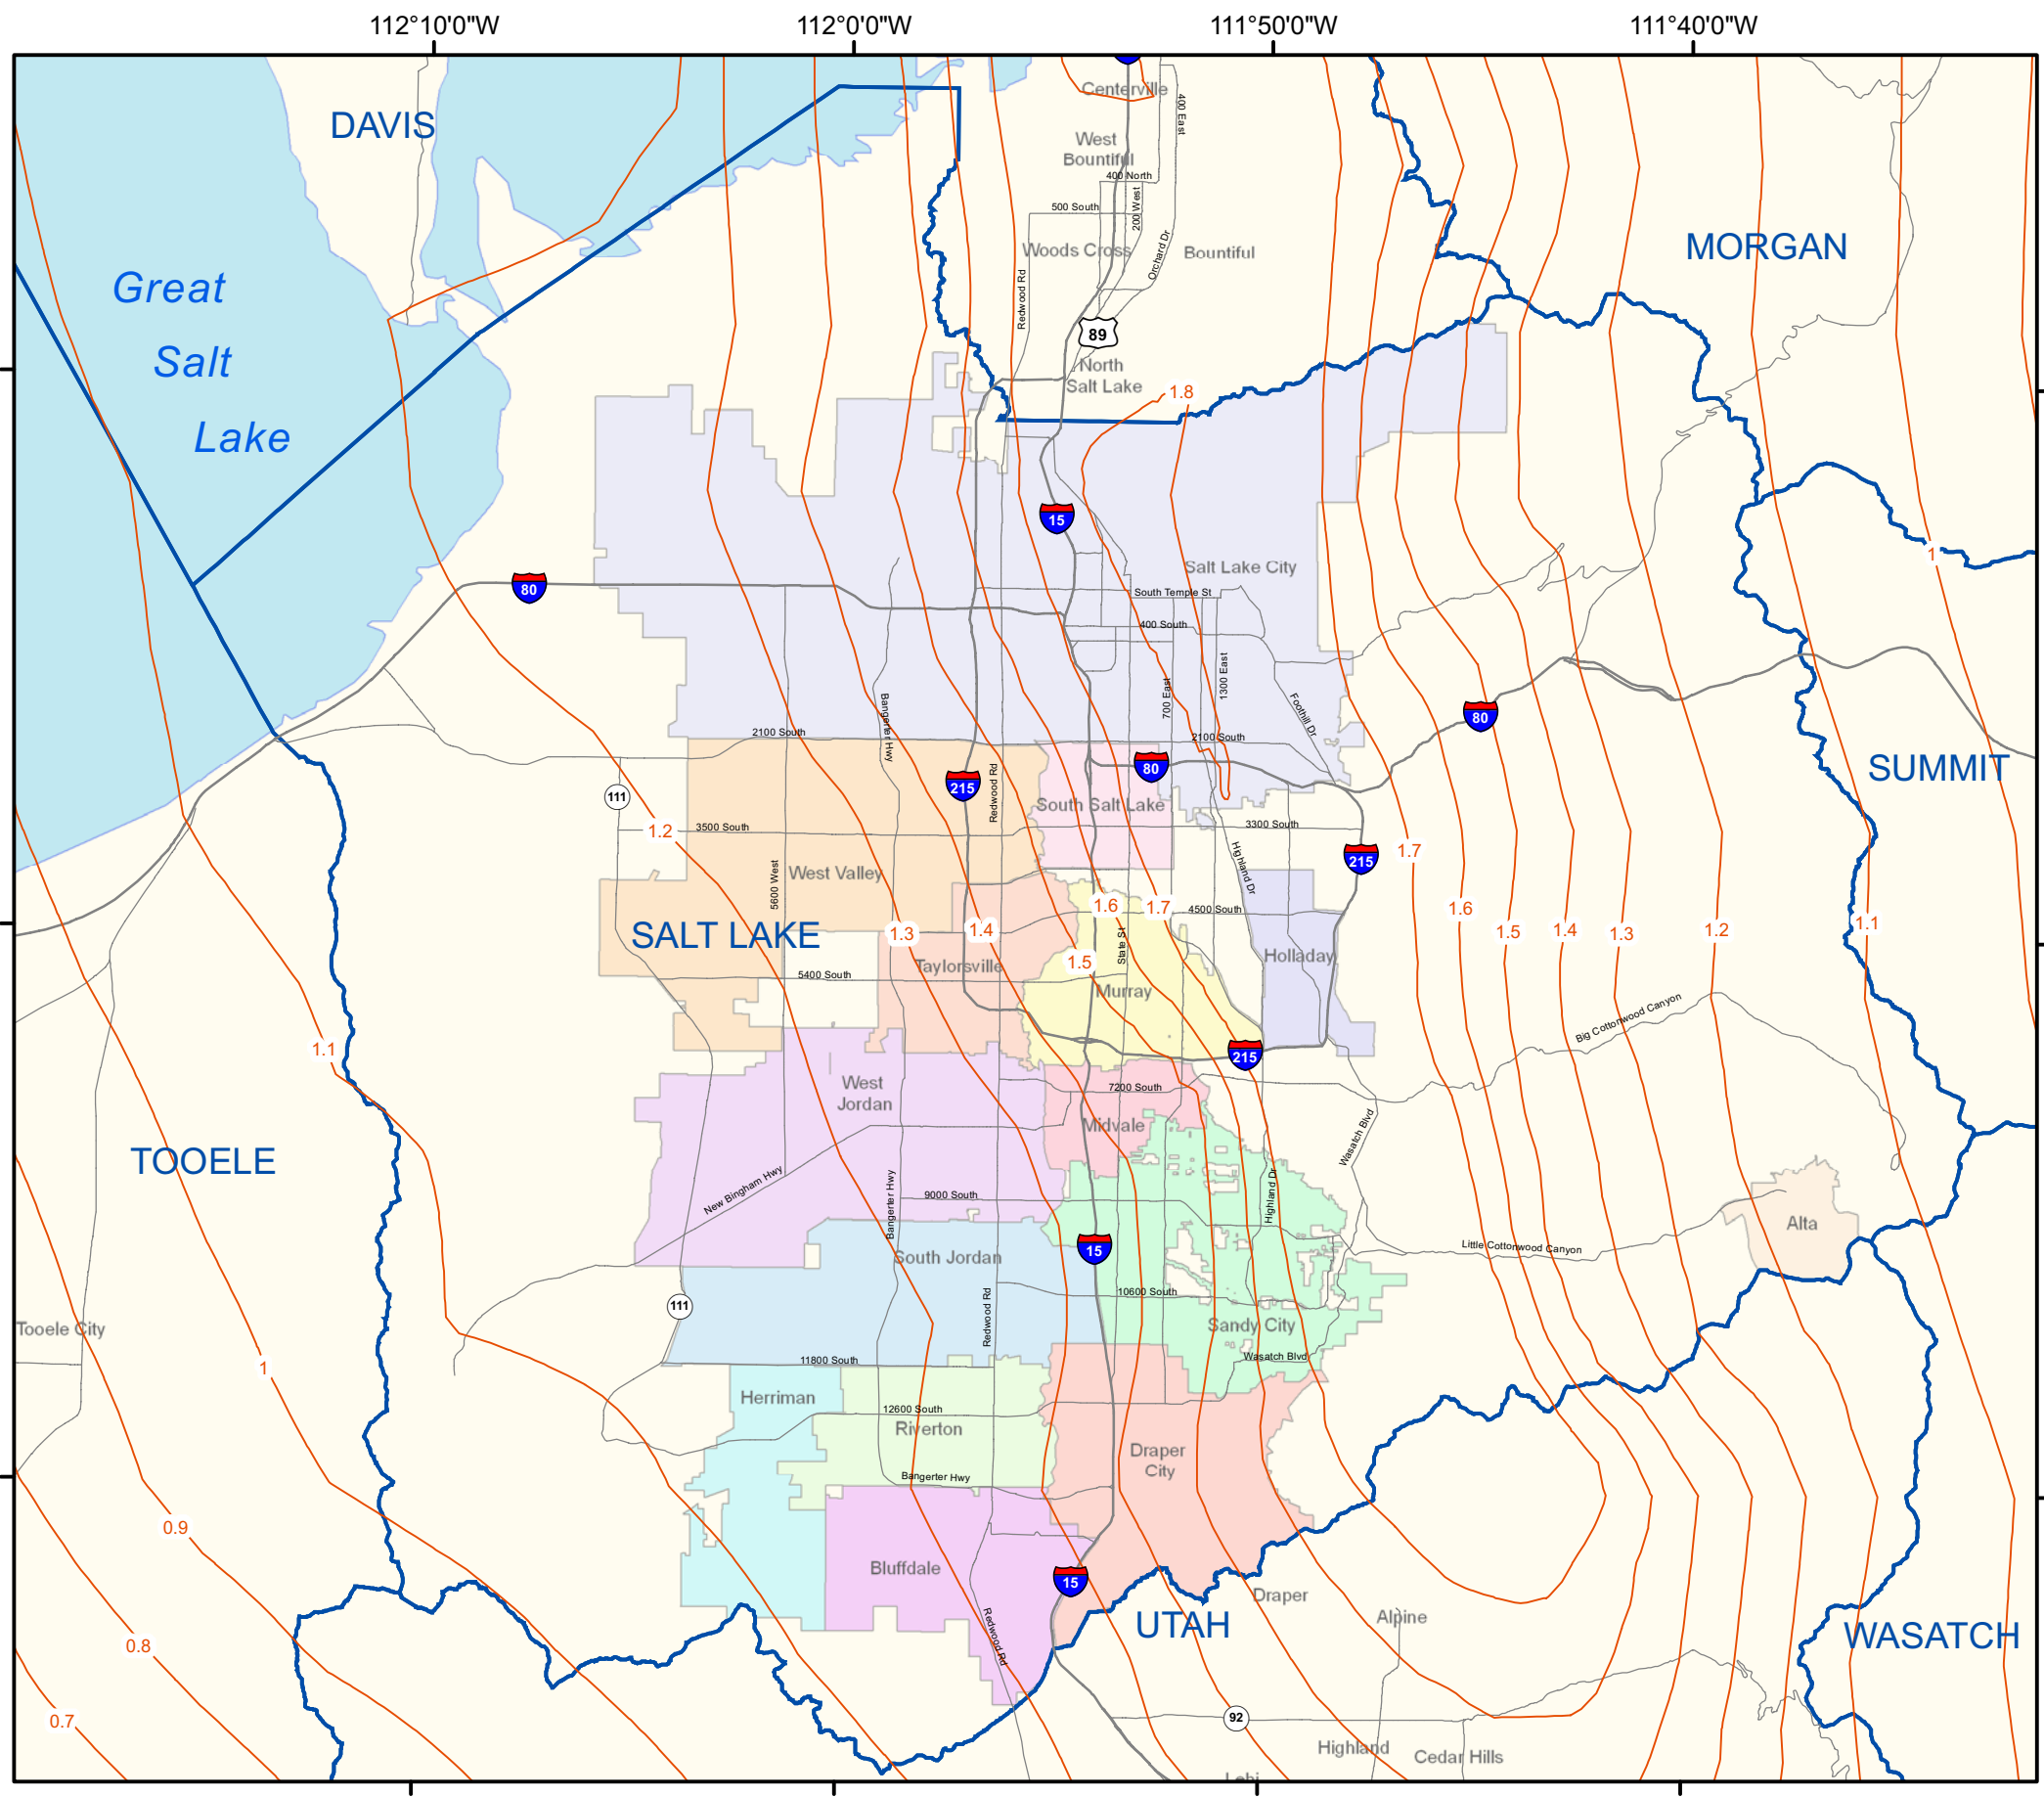 112°10'0"W
112°0'0"W
111°50'0"W
111°40'0"W
Centerville
DAVIS
400 East
West
Bountiful
400 North
200 West
500 South
Woods Cross
Orchard Dr
Bountiful
MORGAN
Great
Salt
Lake
Redwood Rd
89
North
Salt Lake
1.8
15
1
Salt Lake City
80
South Temple St
400 South
1300 East
700 East
Foothill Dr
Bangerter Hwy
80
2100 South
2100 South
80
SUMMIT
215
Redwood Rd
111
South Salt Lake
1.2
3500 South
3300 South
1.7
215
Highland Dr
West Valley
5600 West
1.6
1.7
4500 South
1.6
SALT LAKE
1.3
1.4
State St
1.5
1.4
1.3
1.2
1.1
Holladay
1.5
Taylorsville
5400 South
Murray
Big Cottonwood Canyon
1.1
215
West
Jordan
7200 South
Midvale
Wasatch Blvd
TOOELE
New Bingham Hwy
Bangerter Hwy
9000 South
Highland Dr
Alta
15
Little Cottonwood Canyon
South Jordan
10600 South
111
Redwood Rd
Sandy City
Tooele City
11800 South
Wasatch Blvd
1
Herriman
12600 South
Riverton
Draper
City
Bangerter Hwy
0.9
Bluffdale
15
Draper
Alpine
UTAH
WASATCH
Redwood Rd
0.8
0.7
92
Highland
Cedar Hills